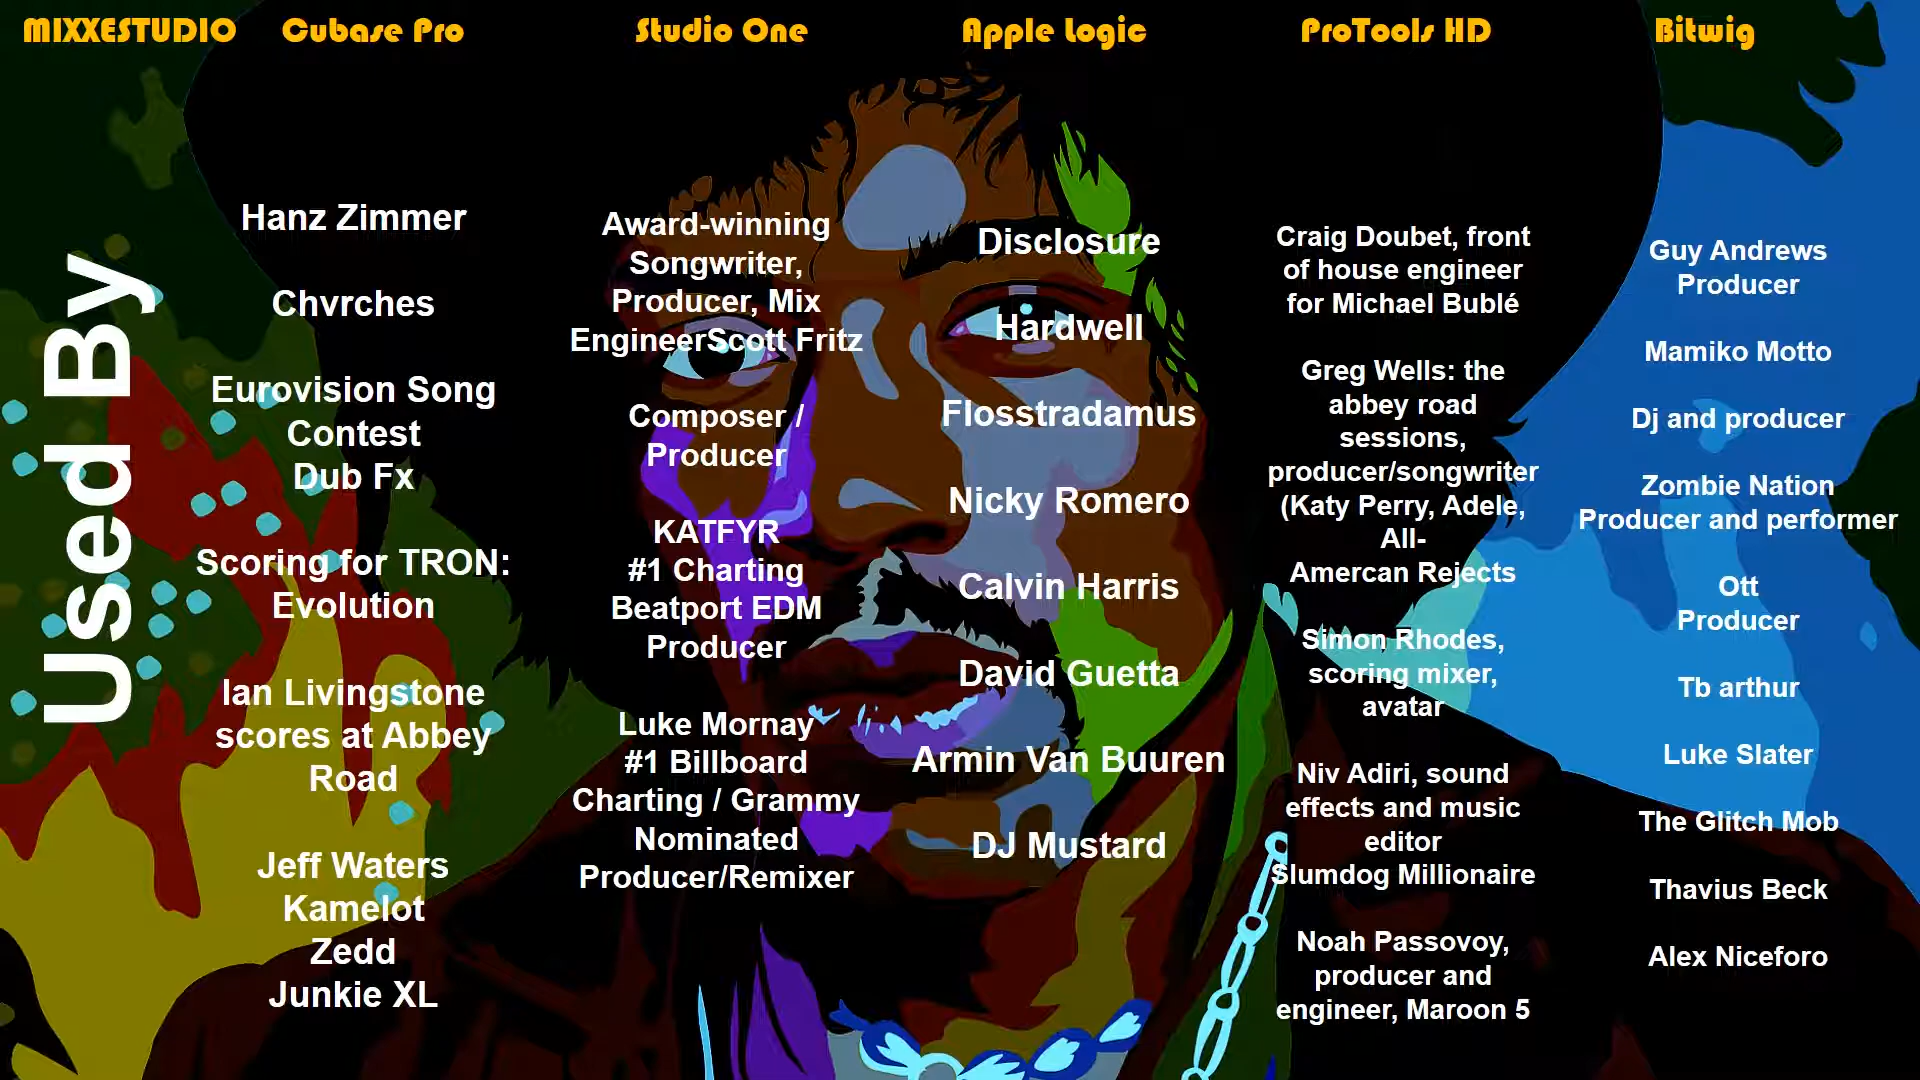 MIXXESTUDIO
Cubase Pro
Studio One
Apple Logic
ProTools HD
Bitwig
Used By
Hanz Zimmer
Chvrches
Eurovision Song
Contest
Dub Fx
Scoring for TRON:
Evolution
Ian Livingstone
scores at Abbey
Road
Jeff Waters
Kamelot
Zedd
Junkie XL
Award-winning
Songwriter,
Producer, Mix
EngineerScott Fritz
Composer /
Producer
KATFYR
#1 Charting
Beatport EDM
Producer
Luke Mornay
#1 Billboard
Charting / Grammy
Nominated
Producer/Remixer
Disclosure
Hardwell
Flosstradamus
Nicky Romero
Calvin Harris
David Guetta
Armin Van Buuren
DJ Mustard
Craig Doubet, front
of house engineer
for Michael Bublé
Greg Wells: the
abbey road
sessions,
producer/songwriter
(Katy Perry, Adele,
All-
Amercan Rejects
Simon Rhodes,
scoring mixer,
avatar
Niv Adiri, sound
effects and music
editor
Slumdog Millionaire
Noah Passovoy,
producer and
engineer, Maroon 5
Guy Andrews
Producer
Mamiko Motto
Dj and producer
Zombie Nation
Producer and performer
Ott
Producer
Tb arthur
Luke Slater
The Glitch Mob
Thavius Beck
Alex Niceforo